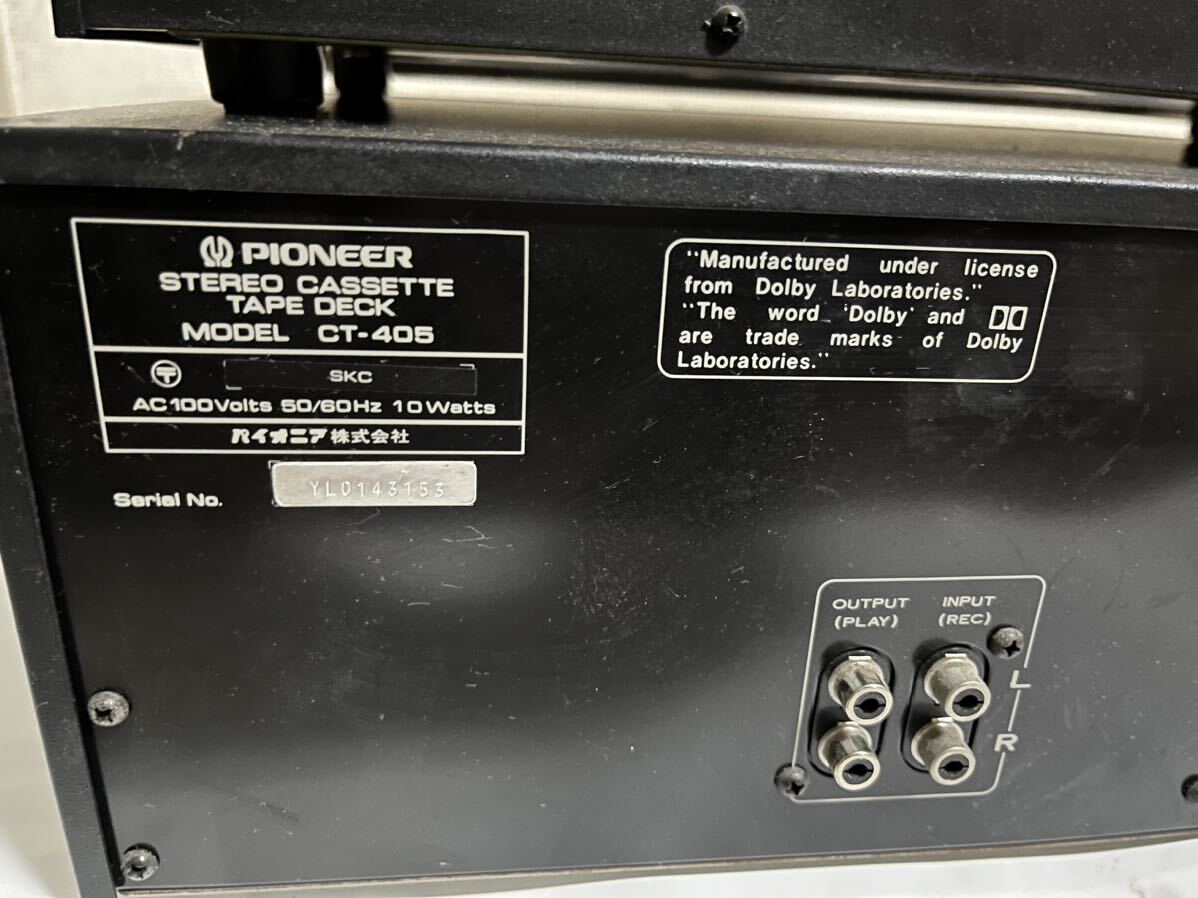 PIONEER
STEREO CASSETTE
TAPE DECK
MODEL CT-405
SKC
AC100Volts 50/60Hz 10Watts
パイオニア株式会社
Serial No. YL0143153
"Manufactured under license
from Dolby Laboratories."
"The word 'Dolby' and
are trade marks of Dolby
Laboratories."
OUTPUT INPUT
(PLAY) (REC)
L
R